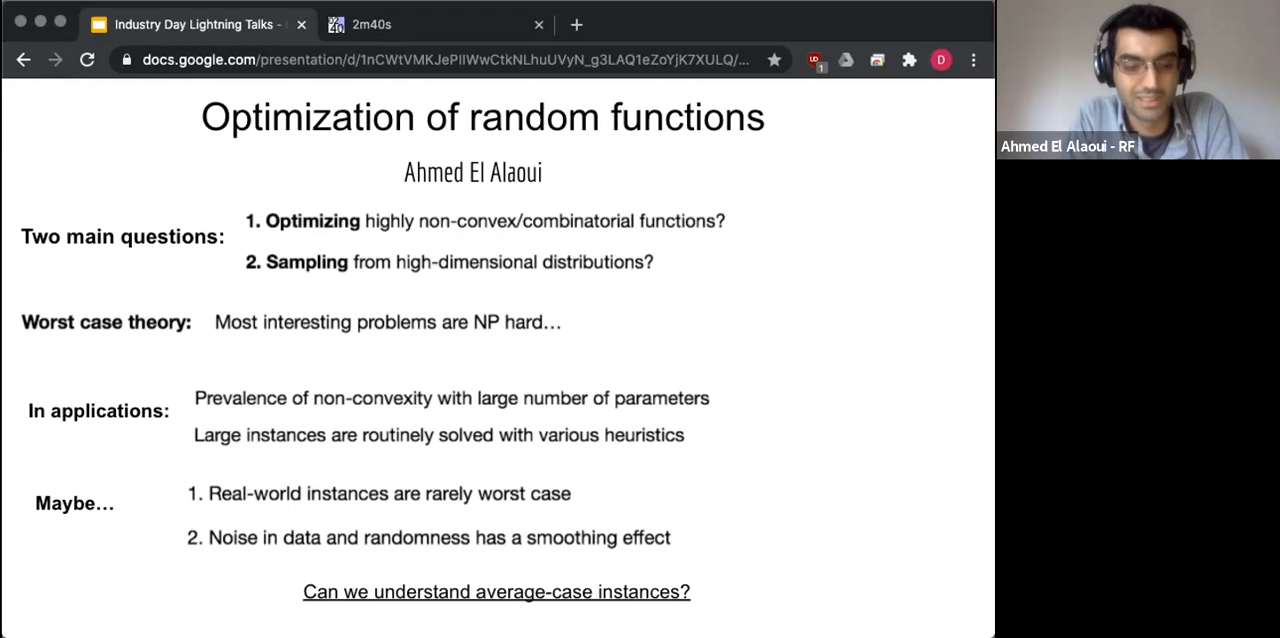 Industry Day Lightning Talks -
2m40s
docs.google.com/presentation/d/1nCWtVMKJePIIWwCtkNLhuUVyN_g3LAQ1eZoYjK7XULQ/...
1
D
Optimization of random functions
Ahmed El Alaoui
Two main questions:
1. Optimizing highly non-convex/combinatorial functions?
2. Sampling from high-dimensional distributions?
Worst case theory: Most interesting problems are NP hard...
In applications:
Prevalence of non-convexity with large number of parameters
Large instances are routinely solved with various heuristics
Maybe...
1. Real-world instances are rarely worst case
2. Noise in data and randomness has a smoothing effect
Can we understand average-case instances?
Ahmed El Alaoui - RF